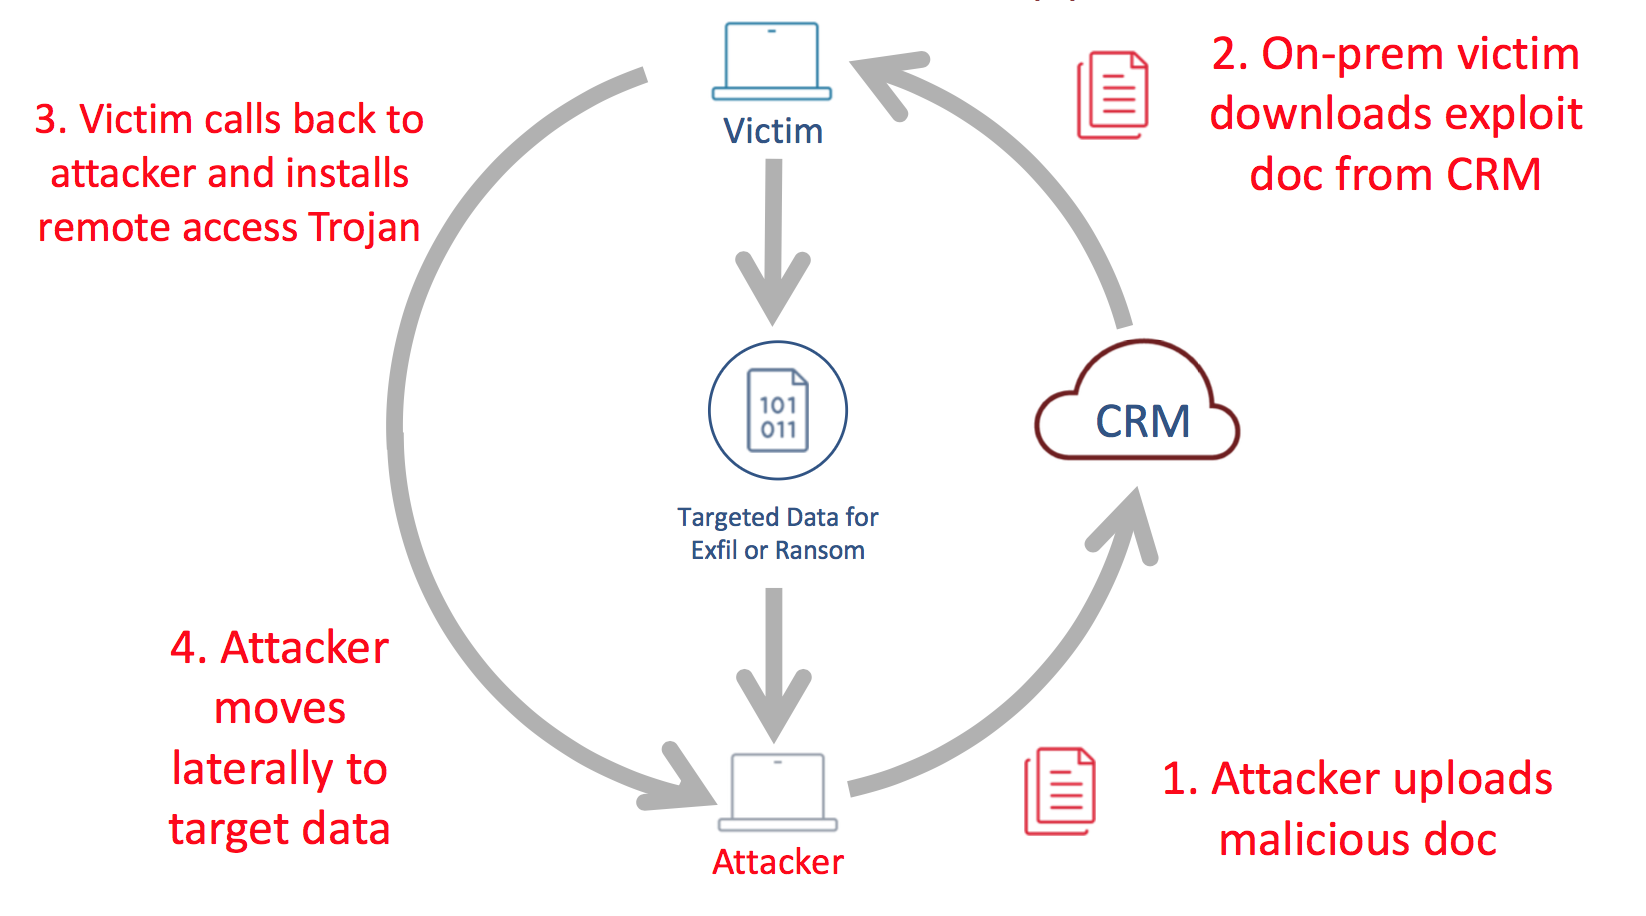 Victim
2. On-prem victim
downloads exploit
doc from CRM
3. Victim calls back to
attacker and installs
remote access Trojan
101
011
CRM
Targeted Data for
Exfil or Ransom
4. Attacker
moves
laterally to
target data
1. Attacker uploads
malicious doc
Attacker